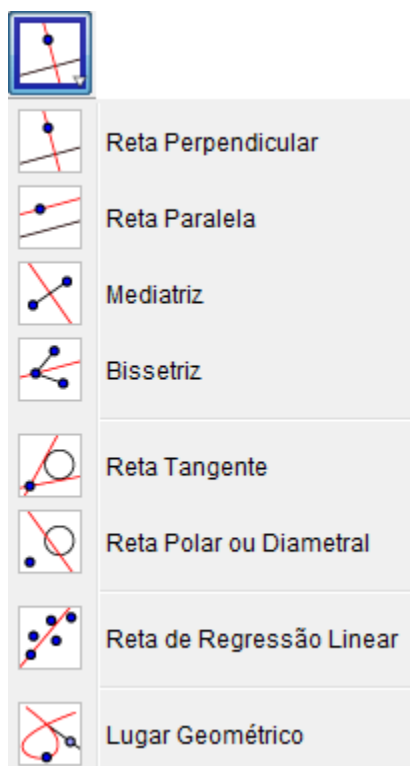 Reta Perpendicular
Reta Paralela
Mediatriz
Bissetriz
Reta Tangente
Reta Polar ou Diametral
Reta de Regressão Linear
Lugar Geométrico